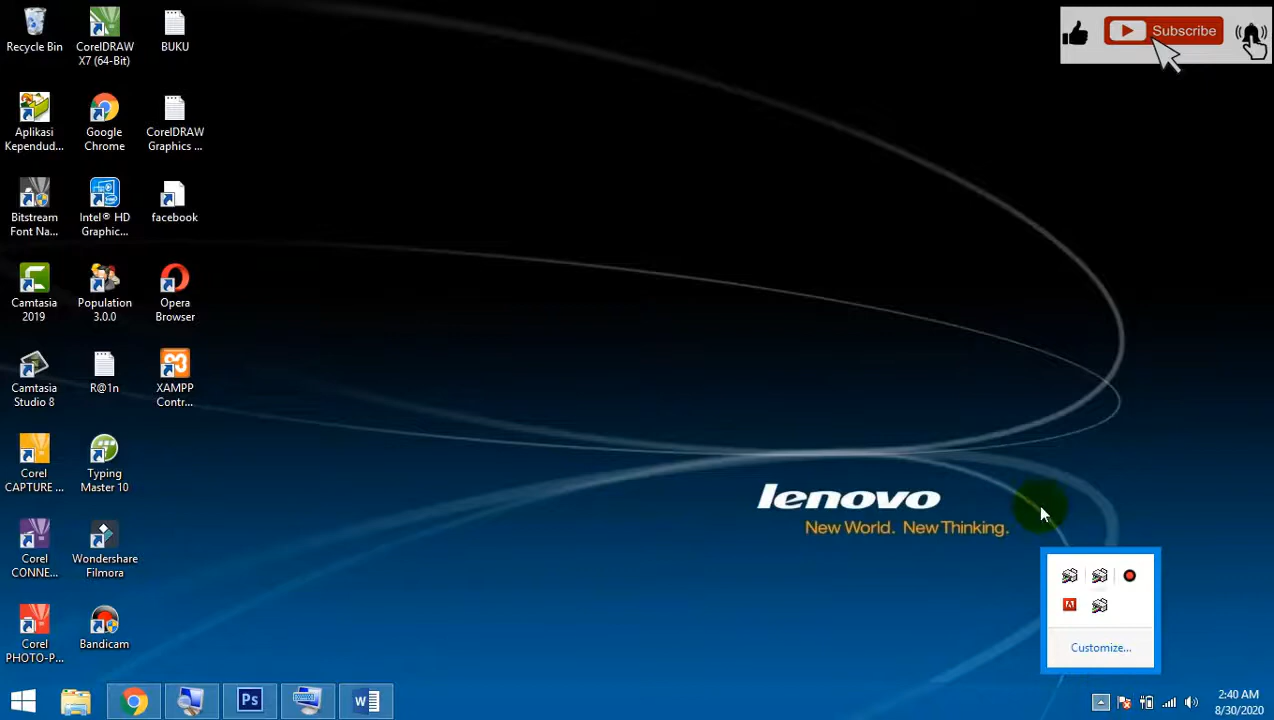 Recycle Bin
CorelDRAW
X7 (64-Bit)
BUKU
Subscribe
Aplikasi
Kependud...
Google
Chrome
CorelDRAW
Graphics ...
Bitstream
Font Na...
Intel® HD
Graphic...
facebook
Camtasia
2019
Population
3.0.0
Opera
Browser
Camtasia
Studio 8
R@1n
XAMPP
Contr...
Corel
CAPTURE ...
Typing
Master 10
lenovo
New World. New Thinking.
Corel
CONNE...
Wondershare
Filmora
Corel
PHOTO-P...
Bandicam
Customize...
Ps
2:40 AM
8/30/2020